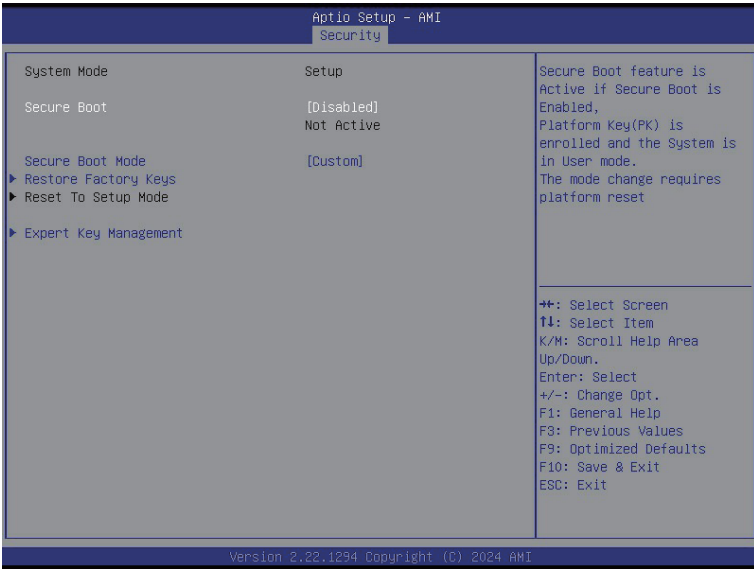 Aptio Setup – AMI
Security
System Mode Setup
Secure Boot [Disabled]
Not Active
Secure Boot Mode [Custom]
▶ Restore Factory Keys
▶ Reset To Setup Mode
▶ Expert Key Management
Secure Boot feature is
Active if Secure Boot is
Enabled,
Platform Key(PK) is
enrolled and the System is
in User mode.
The mode change requires
platform reset
→←: Select Screen
↑↓: Select Item
K/M: Scroll Help Area
Up/Down.
Enter: Select
+/-: Change Opt.
F1: General Help
F3: Previous Values
F9: Optimized Defaults
F10: Save & Exit
ESC: Exit
Version 2.22.1294 Copyright (C) 2024 AMI